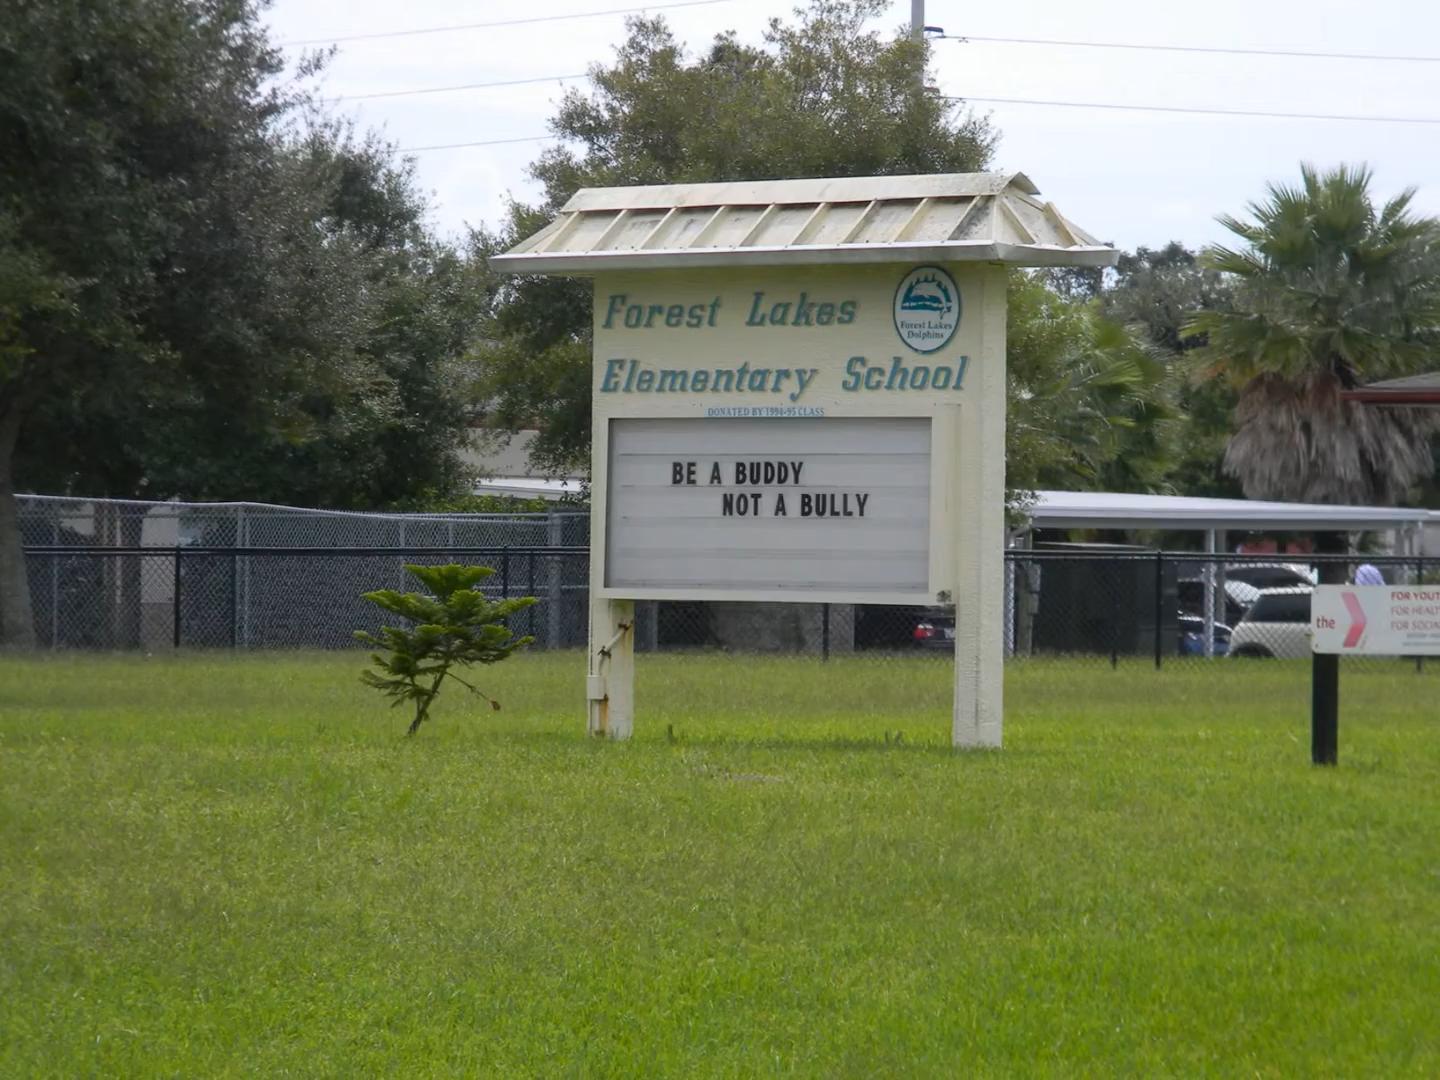 Forest Lakes
Elementary School
Forest Lakes
Dolphins
DONATED BY 1994-95 CLASS
BE A BUDDY
NOT A BULLY
the
FOR YOUT
FOR HEALT
FOR SOCIA